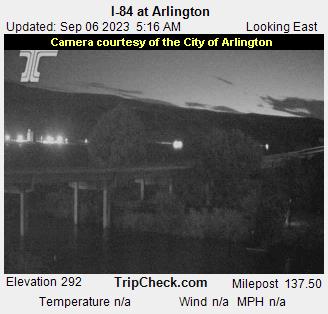 I-84 at Arlington
Updated: Sep 06 2023 5:16 AM Looking East
Camera courtesy of the City of Arlington
Elevation 292 TripCheck.com Milepost 137.50
Temperature n/a Wind n/a MPH n/a